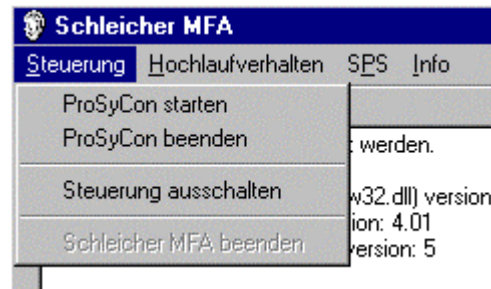 Schleicher MFA
Steuerung Hochlaufverhalten SPS Info
ProSyCon starten
ProSyCon beenden
werden.
Steuerung ausschalten
w32.dll) version
ion: 4.01
Schleicher MFA beenden
version: 5